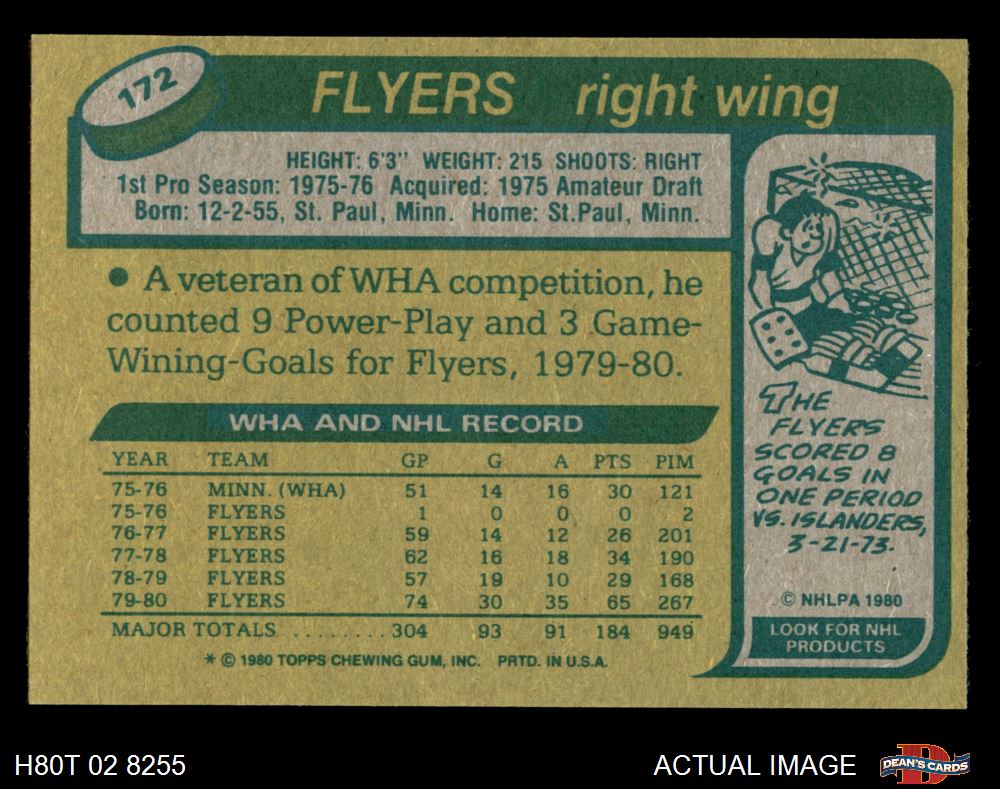 172
FLYERS right wing
HEIGHT: 6'3" WEIGHT: 215 SHOOTS: RIGHT
1st Pro Season: 1975-76 Acquired: 1975 Amateur Draft
Born: 12-2-55, St. Paul, Minn. Home: St.Paul, Minn.
• A veteran of WHA competition, he
counted 9 Power-Play and 3 Game-
Wining-Goals for Flyers, 1979-80.
WHA AND NHL RECORD
YEAR TEAM GP G A PTS PIM
75-76 MINN. (WHA) 51 14 16 30 121
75-76 FLYERS 1 0 0 0 2
76-77 FLYERS 59 14 12 26 201
77-78 FLYERS 62 16 18 34 190
78-79 FLYERS 57 19 10 29 168
79-80 FLYERS 74 30 35 65 267
MAJOR TOTALS ........ 304 93 91 184 949
* © 1980 TOPPS CHEWING GUM, INC. PRTD. IN U.S.A.
THE
FLYERS
SCORED 8
GOALS IN
ONE PERIOD
VS. ISLANDERS,
3-21-73.
© NHLPA 1980
LOOK FOR NHL
PRODUCTS
H80T 02 8255
ACTUAL IMAGE
D
DEAN'S CARDS